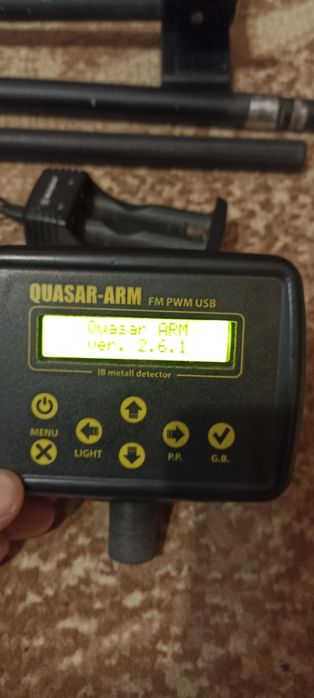 QUASAR-ARM FM PWM USB
Quasar ARM
ver. 2.6.1
IB metall detector
MENU
LIGHT
P.P.
G.B.